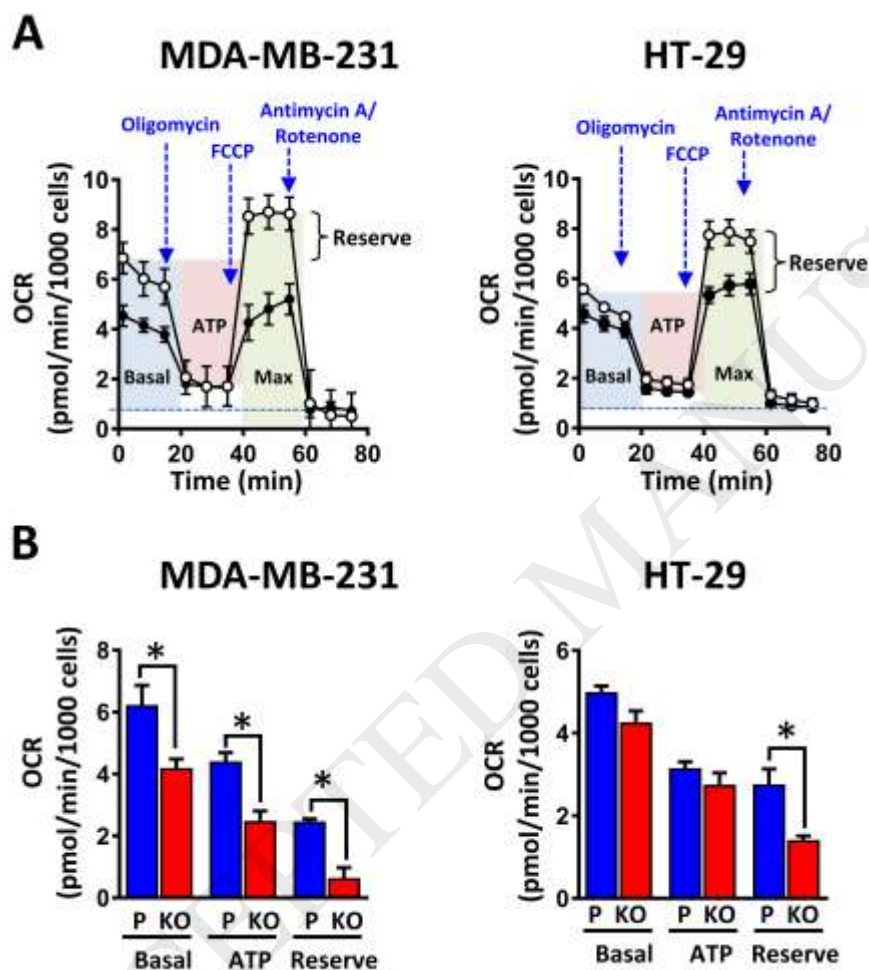 A
MDA-MB-231
HT-29
Oligomycin
FCCP
Antimycin A/
Rotenone
Oligomycin
FCCP
Antimycin A/
Rotenone
OCR
(pmol/min/1000 cells)
10
8
6
4
2
0
Basal
ATP
Max
Reserve
0 20 40 60 80
Time (min)
OCR
(pmol/min/1000 cells)
10
8
6
4
2
0
Basal
ATP
Max
Reserve
0 20 40 60 80
Time (min)
B
MDA-MB-231
HT-29
OCR
(pmol/min/1000 cells)
8
6
4
2
0
* * *
P KO P KO P KO
Basal ATP Reserve
OCR
(pmol/min/1000 cells)
6
4
2
0
*
P KO P KO P KO
Basal ATP Reserve
EPTED MANUS